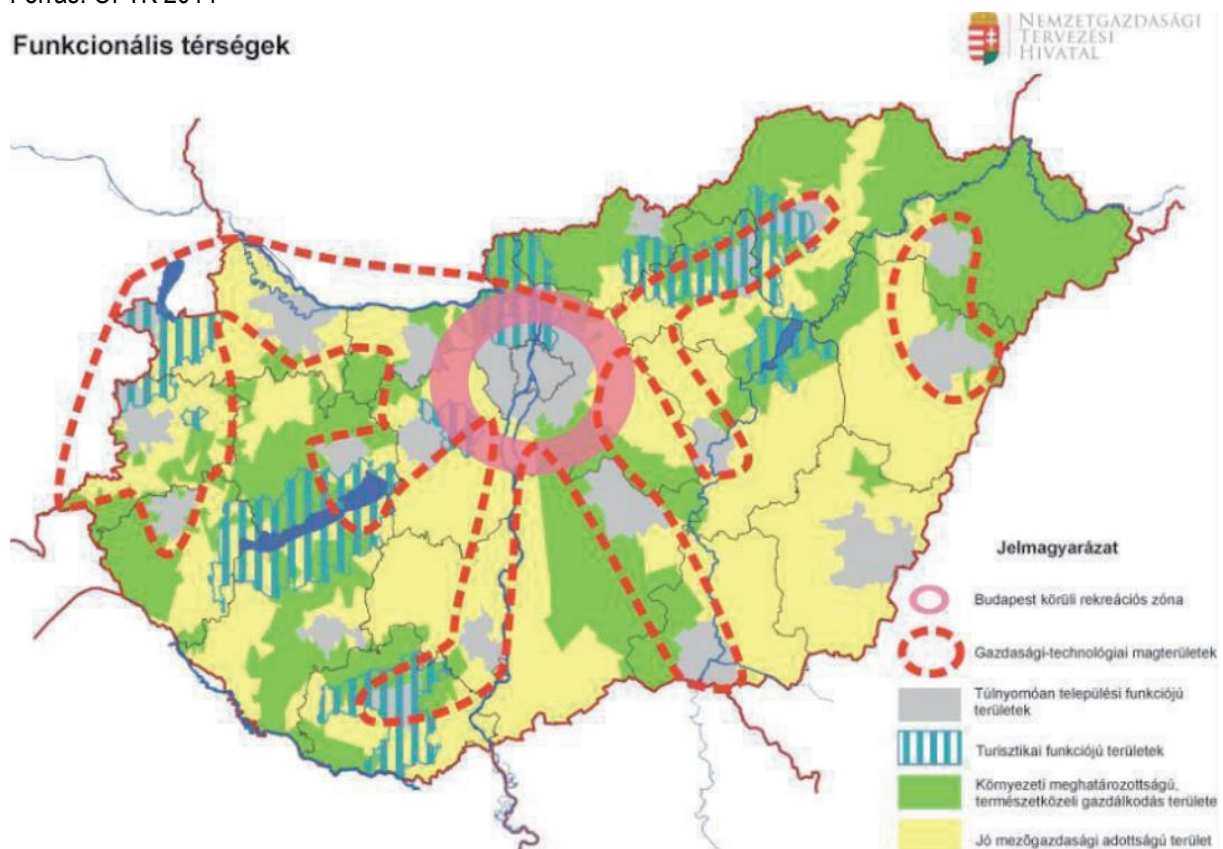 Funkcionális térségek
NEMZETGAZDASÁGI
TERVEZÉSI
HIVATAL
Jelmagyarázat
Budapest körüli rekreációs zóna
Gazdasági-technológiai magterületek
Túlnyomóan települési funkciójú
területek
Turisztikai funkciójú területek
Környezeti meghatározottságú,
természetközeli gazdálkodás területe
Jó mezőgazdasági adottságú terület